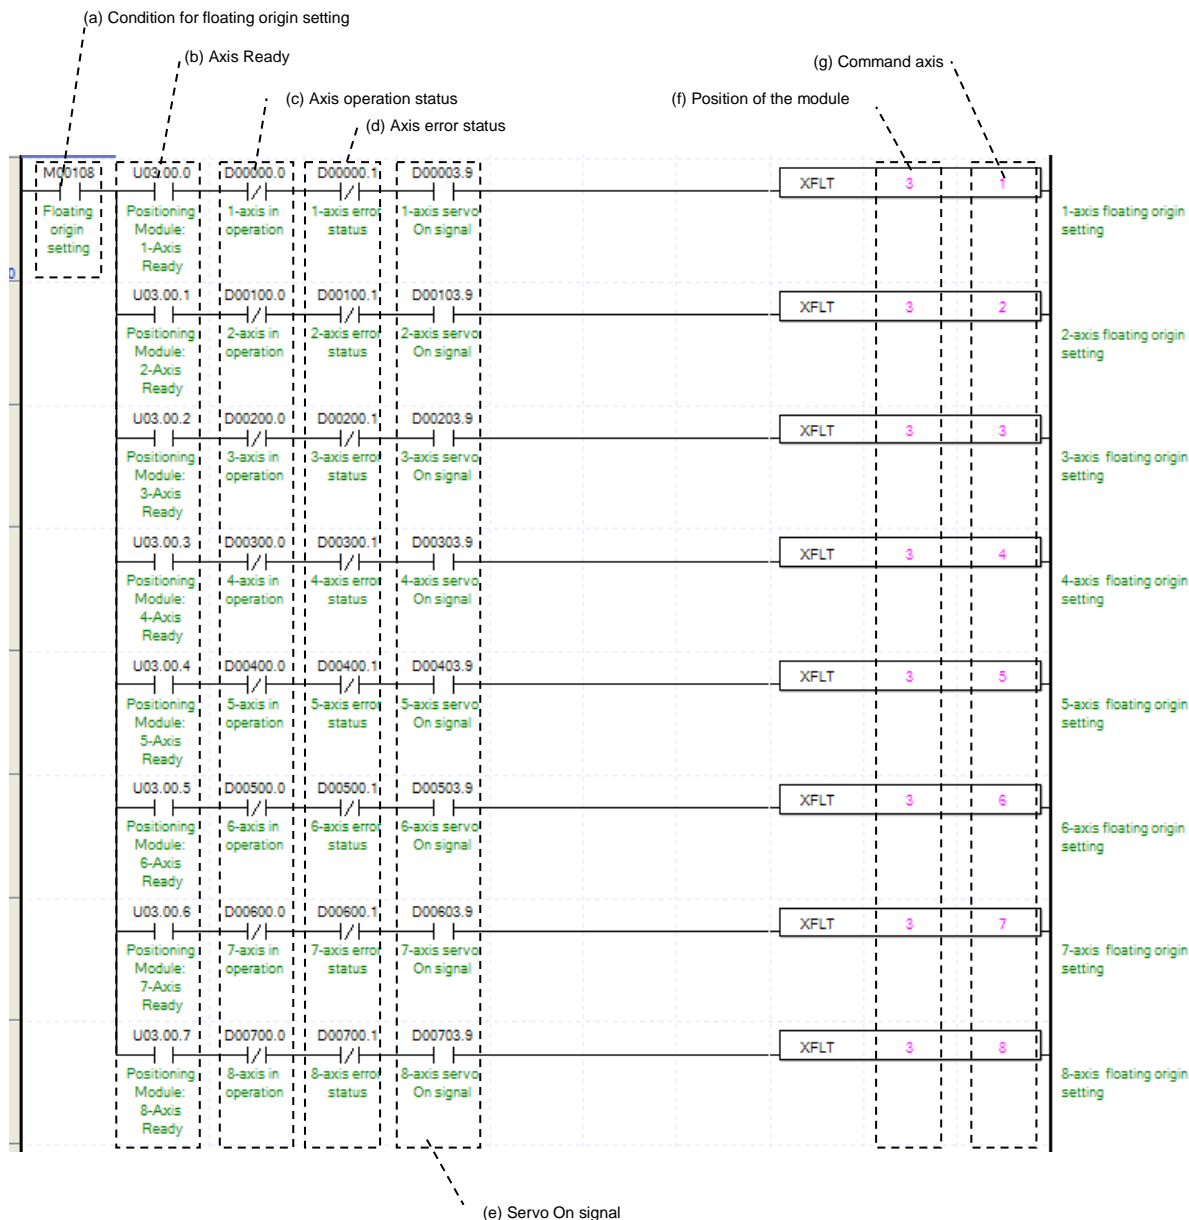 (a) Condition for floating origin setting
(b) Axis Ready
(g) Command axis
(c) Axis operation status
(f) Position of the module
(d) Axis error status
M00108 U03.00.0 D00000.0 D00000.1 D00003.9
XFLT 3 1
Floating Positioning 1-axis in 1-axis error 1-axis servo 1-axis floating origin
origin Module: operation status On signal setting
setting 1-Axis
Ready
0
U03.00.1 D00100.0 D00100.1 D00103.9
XFLT 3 2
Positioning 2-axis in 2-axis error 2-axis servo 2-axis floating origin
Module: operation status On signal setting
2-Axis
Ready
U03.00.2 D00200.0 D00200.1 D00203.9
XFLT 3 3
Positioning 3-axis in 3-axis error 3-axis servo 3-axis floating origin
Module: operation status On signal setting
3-Axis
Ready
U03.00.3 D00300.0 D00300.1 D00303.9
XFLT 3 4
Positioning 4-axis in 4-axis error 4-axis servo 4-axis floating origin
Module: operation status On signal setting
4-Axis
Ready
U03.00.4 D00400.0 D00400.1 D00403.9
XFLT 3 5
Positioning 5-axis in 5-axis error 5-axis servo 5-axis floating origin
Module: operation status On signal setting
5-Axis
Ready
U03.00.5 D00500.0 D00500.1 D00503.9
XFLT 3 6
Positioning 6-axis in 6-axis error 6-axis servo 6-axis floating origin
Module: operation status On signal setting
6-Axis
Ready
U03.00.6 D00600.0 D00600.1 D00603.9
XFLT 3 7
Positioning 7-axis in 7-axis error 7-axis servo 7-axis floating origin
Module: operation status On signal setting
7-Axis
Ready
U03.00.7 D00700.0 D00700.1 D00703.9
XFLT 3 8
Positioning 8-axis in 8-axis error 8-axis servo 8-axis floating origin
Module: operation status On signal setting
8-Axis
Ready
(e) Servo On signal